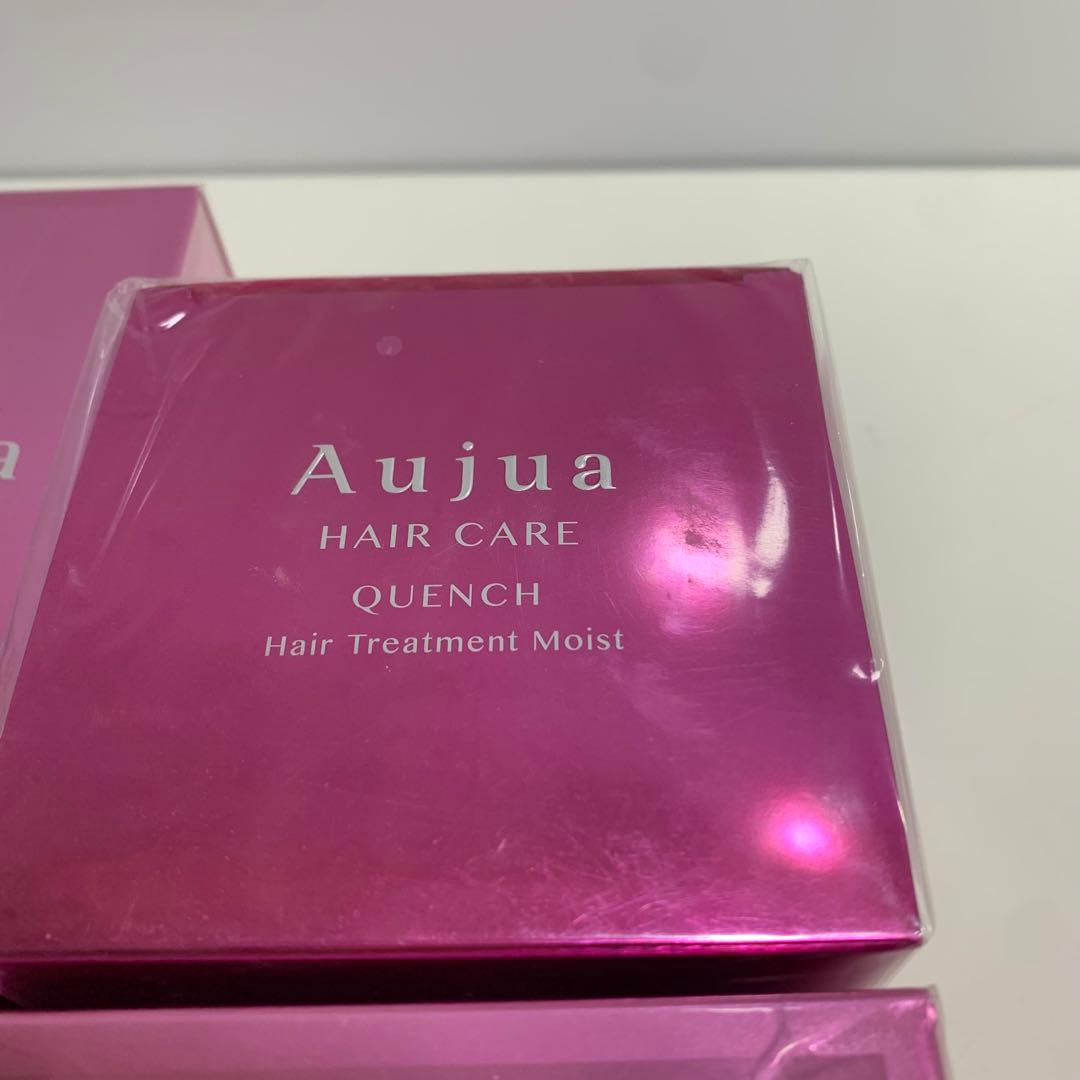 Aujua
HAIR CARE
QUENCH
Hair Treatment Moist
a